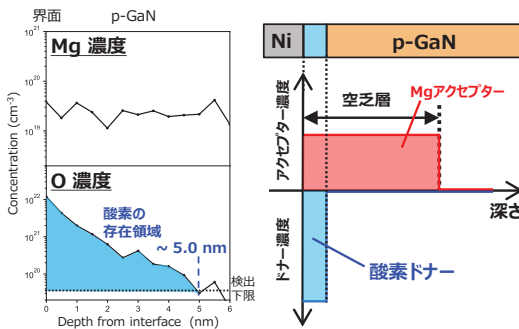 界面 p-GaN
Mg 濃度
10²¹
10²⁰
10¹⁹
Concentration (cm⁻³)
O 濃度
10²²
10²¹
10²⁰
酸素の
存在領域
~ 5.0 nm
検出
下限
0 1 2 3 4 5 6
Depth from interface (nm)
Ni p-GaN
アクセプター濃度
空乏層
Mgアクセプター
深さ
ドナー濃度
酸素ドナー